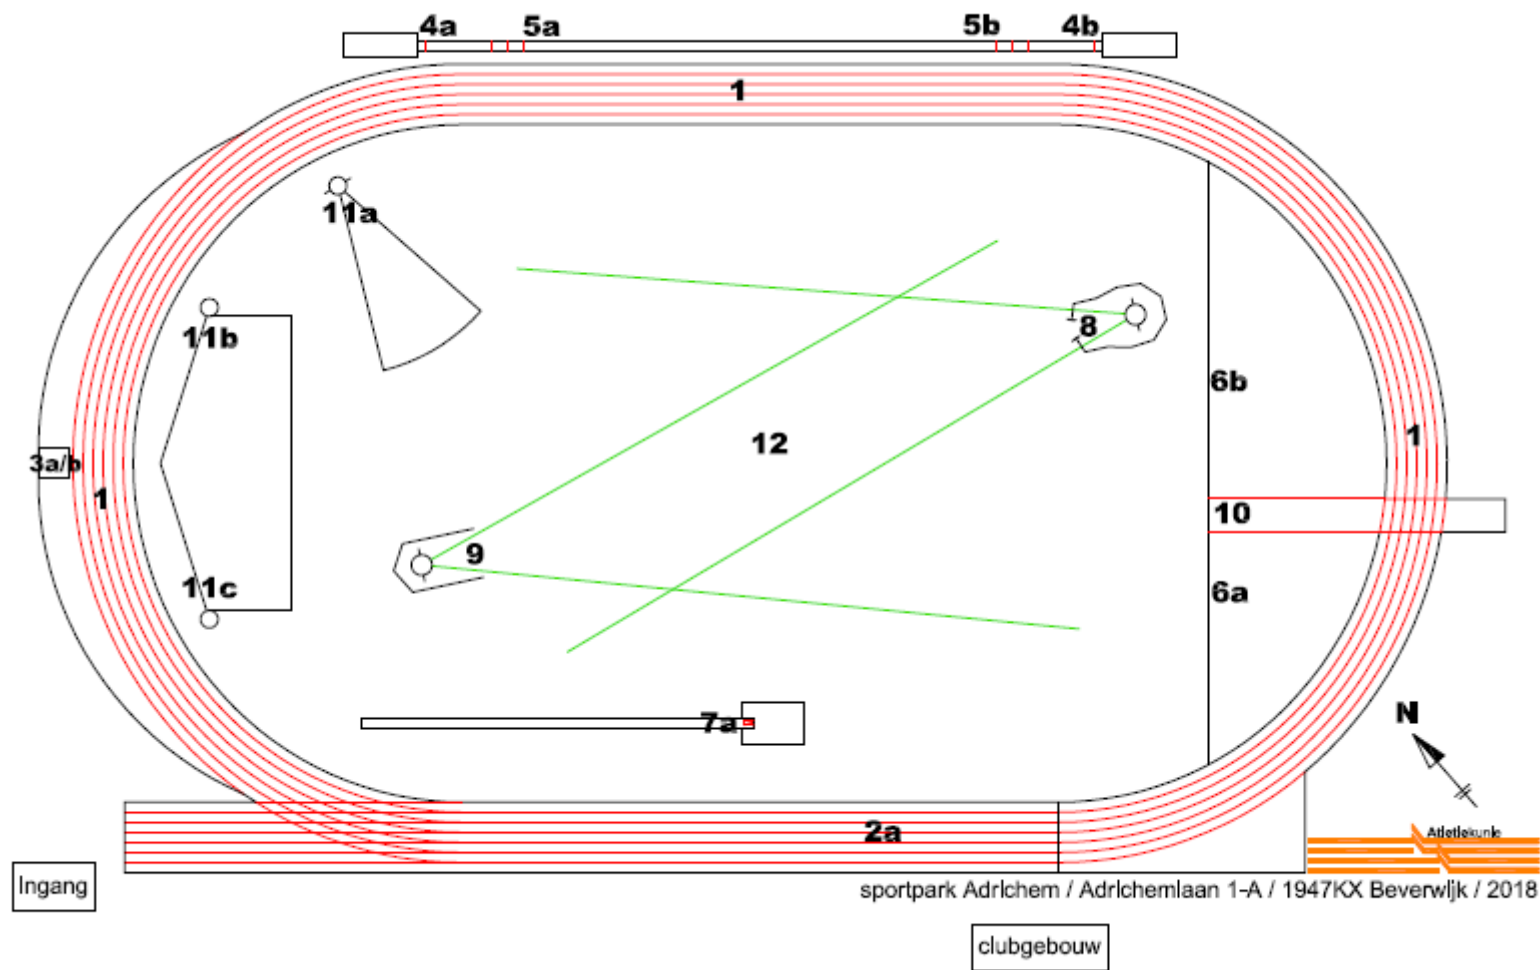 4a 5a 5b 4b
1
11a
11b
8
6b
12
3a/b
1
1
10
9
11c
6a
7a
N
2a
Atletiekunie
Ingang
sportpark Adrichem / Adrichemlaan 1-A / 1947KX Beverwijk / 2018
clubgebouw